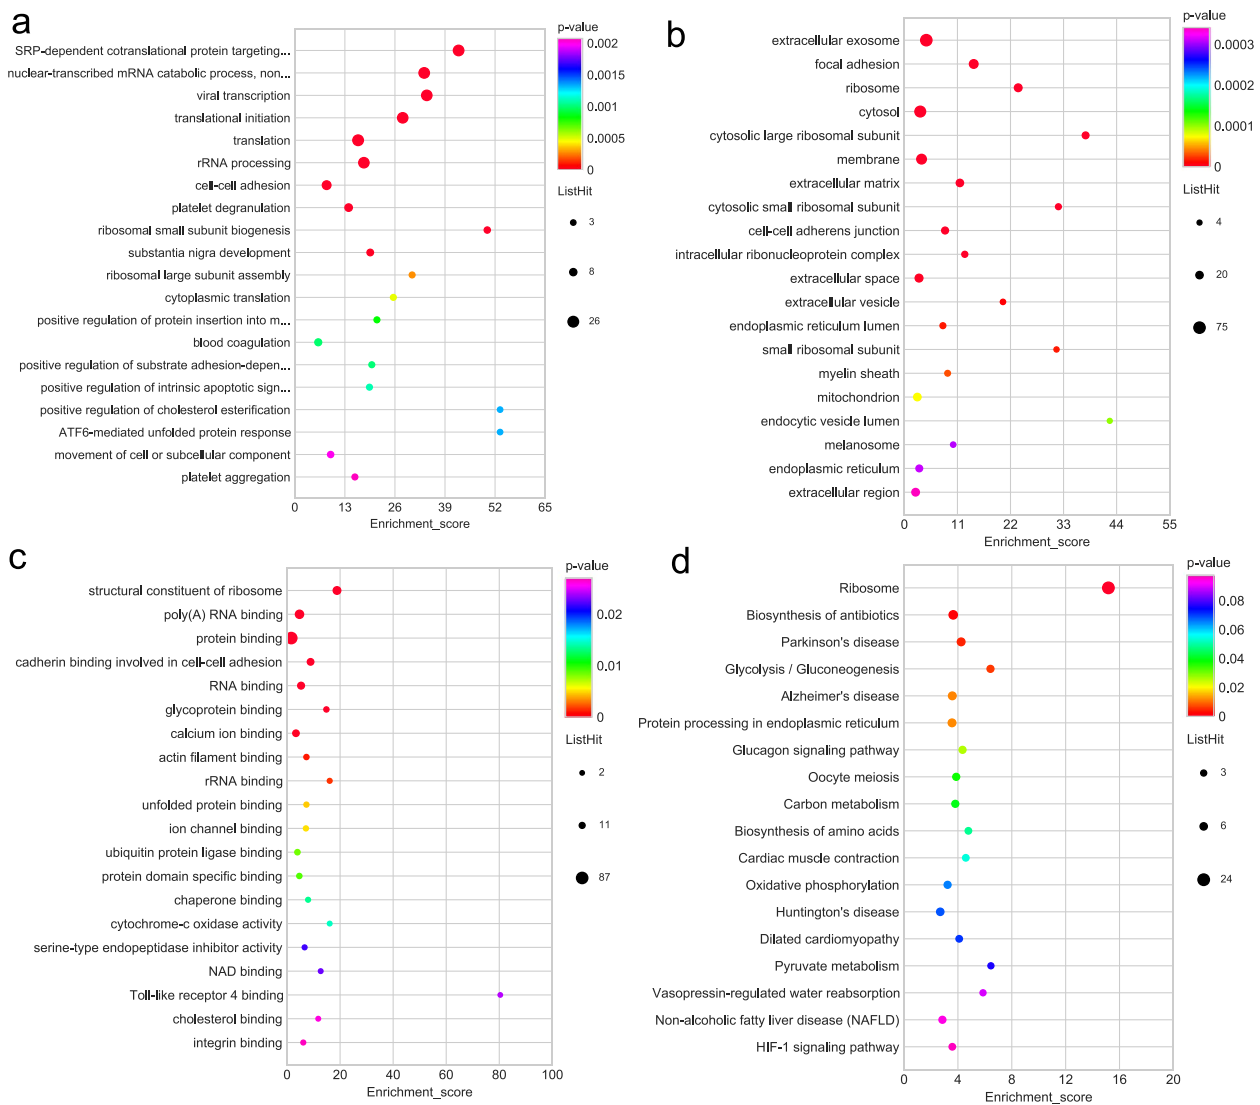 a
SRP-dependent cotranslational protein targeting...
nuclear-transcribed mRNA catabolic process, non...
viral transcription
translational initiation
translation
rRNA processing
cell-cell adhesion
platelet degranulation
ribosomal small subunit biogenesis
substantia nigra development
ribosomal large subunit assembly
cytoplasmic translation
positive regulation of protein insertion into m...
blood coagulation
positive regulation of substrate adhesion-depen...
positive regulation of intrinsic apoptotic sign...
positive regulation of cholesterol esterification
ATF6-mediated unfolded protein response
movement of cell or subcellular component
platelet aggregation
0 13 26 39 52 65
Enrichment_score
p-value
0.002
0.0015
0.001
0.0005
0
ListHit
3
8
26
b
extracellular exosome
focal adhesion
ribosome
cytosol
cytosolic large ribosomal subunit
membrane
extracellular matrix
cytosolic small ribosomal subunit
cell-cell adherens junction
intracellular ribonucleoprotein complex
extracellular space
extracellular vesicle
endoplasmic reticulum lumen
small ribosomal subunit
myelin sheath
mitochondrion
endocytic vesicle lumen
melanosome
endoplasmic reticulum
extracellular region
0 11 22 33 44 55
Enrichment_score
p-value
0.0003
0.0002
0.0001
0
ListHit
4
20
75
c
structural constituent of ribosome
poly(A) RNA binding
protein binding
cadherin binding involved in cell-cell adhesion
RNA binding
glycoprotein binding
calcium ion binding
actin filament binding
rRNA binding
unfolded protein binding
ion channel binding
ubiquitin protein ligase binding
protein domain specific binding
chaperone binding
cytochrome-c oxidase activity
serine-type endopeptidase inhibitor activity
NAD binding
Toll-like receptor 4 binding
cholesterol binding
integrin binding
0 20 40 60 80 100
Enrichment_score
p-value
0.02
0.01
0
ListHit
2
11
87
d
Ribosome
Biosynthesis of antibiotics
Parkinson's disease
Glycolysis / Gluconeogenesis
Alzheimer's disease
Protein processing in endoplasmic reticulum
Glucagon signaling pathway
Oocyte meiosis
Carbon metabolism
Biosynthesis of amino acids
Cardiac muscle contraction
Oxidative phosphorylation
Huntington's disease
Dilated cardiomyopathy
Pyruvate metabolism
Vasopressin-regulated water reabsorption
Non-alcoholic fatty liver disease (NAFLD)
HIF-1 signaling pathway
0 4 8 12 16 20
Enrichment_score
p-value
0.08
0.06
0.04
0.02
0
ListHit
3
6
24